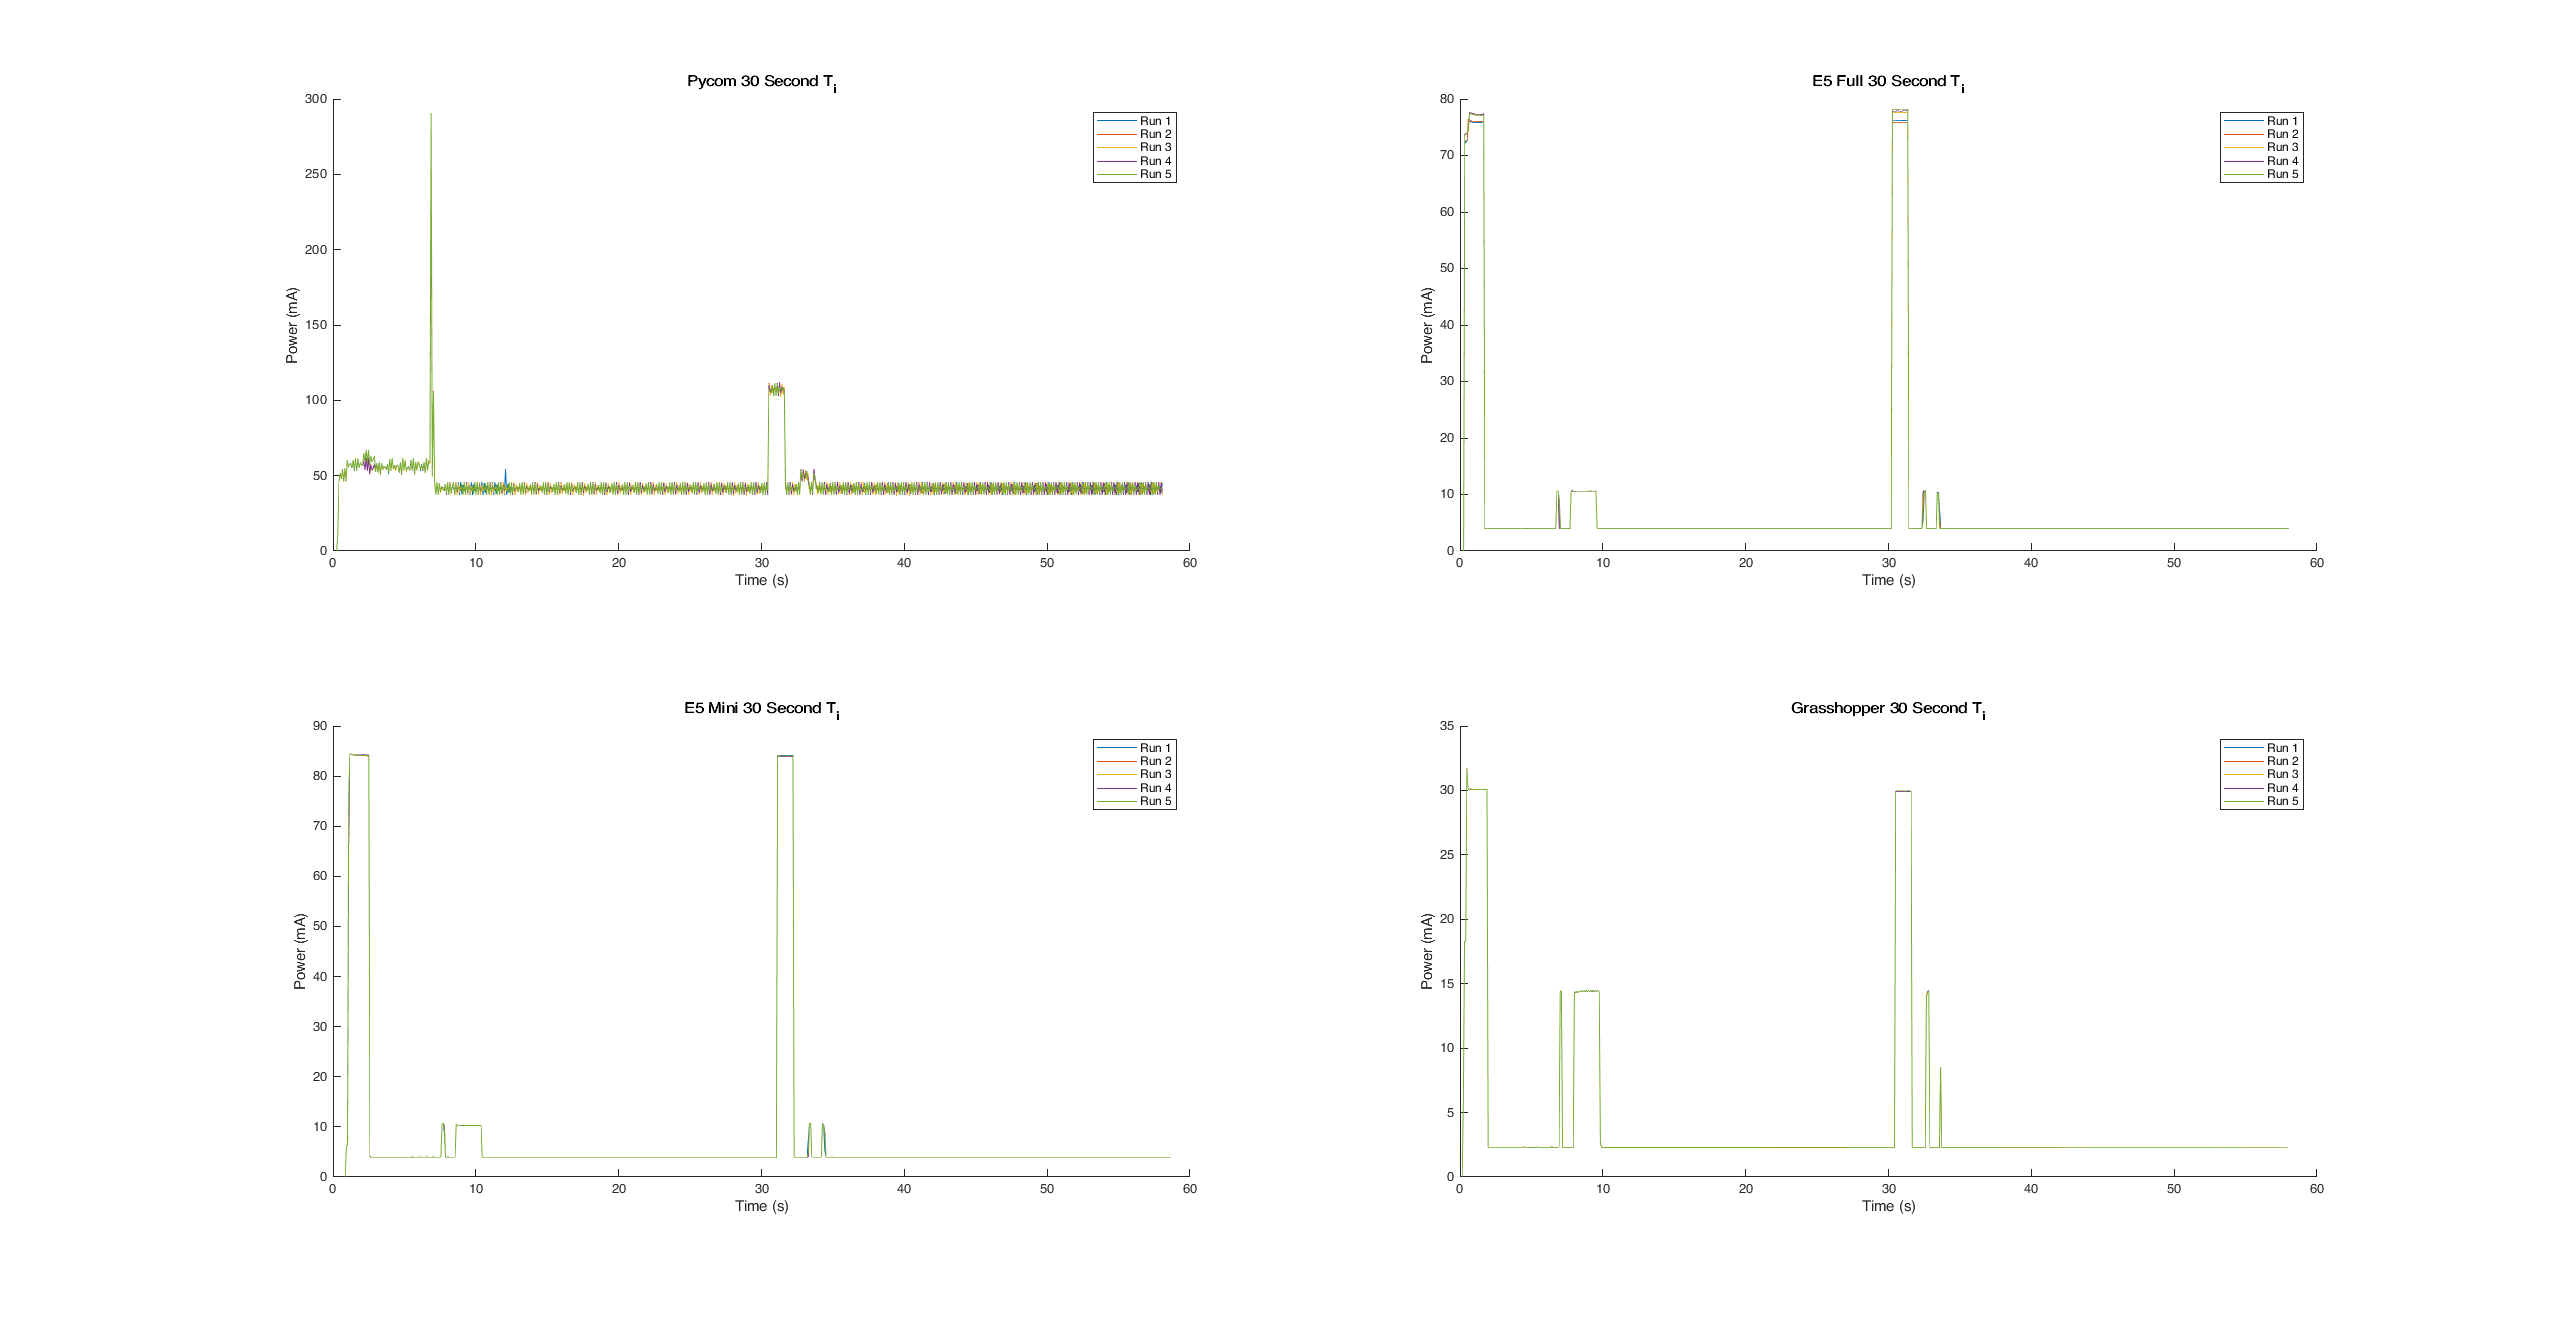 Pycom 30 Second Ti
300
250
200
150
100
50
0
Power (mA)
0 10 20 30 40 50 60
Time (s)
Run 1
Run 2
Run 3
Run 4
Run 5
E5 Full 30 Second Ti
80
70
60
50
40
30
20
10
0
Power (mA)
0 10 20 30 40 50 60
Time (s)
Run 1
Run 2
Run 3
Run 4
Run 5
E5 Mini 30 Second Ti
90
80
70
60
50
40
30
20
10
0
Power (mA)
0 10 20 30 40 50 60
Time (s)
Run 1
Run 2
Run 3
Run 4
Run 5
Grasshopper 30 Second Ti
35
30
25
20
15
10
5
0
Power (mA)
0 10 20 30 40 50 60
Time (s)
Run 1
Run 2
Run 3
Run 4
Run 5